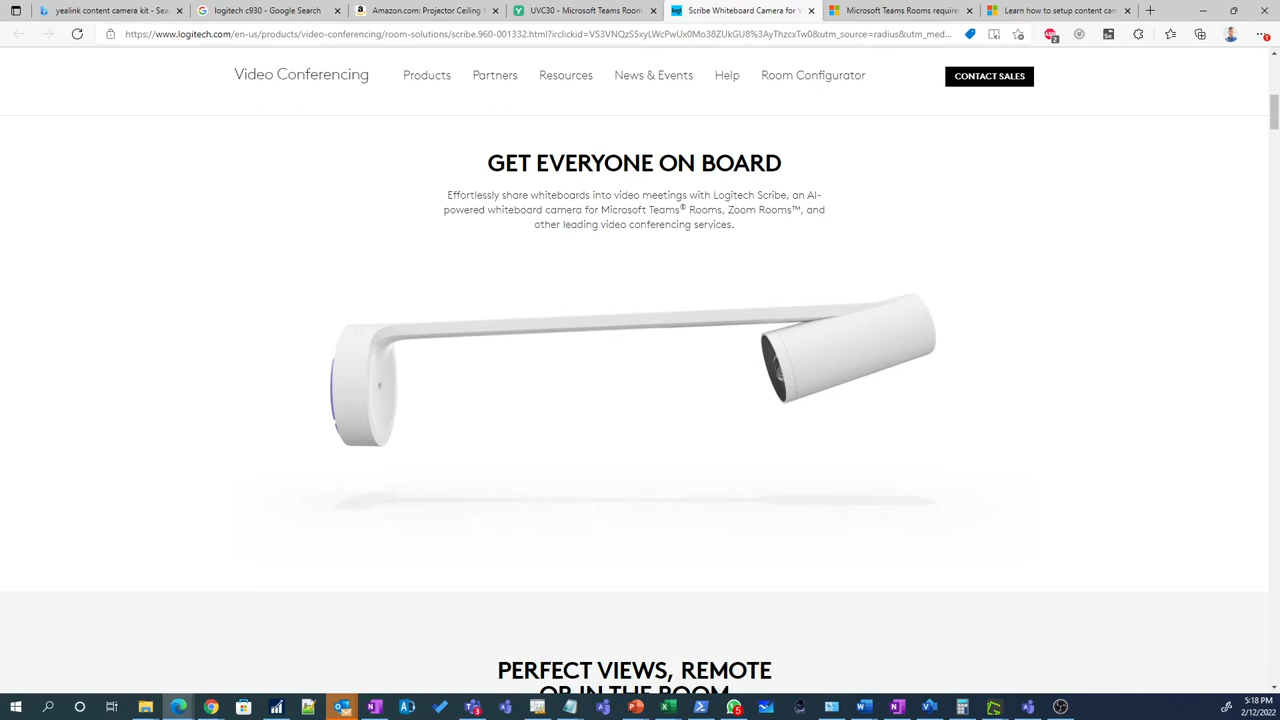 yealink content camera kit - Sea
logitech c930 - Google Search
Amazon.com: Projector Ceiling M
UVC30 - Microsoft Teams Room
Scribe Whiteboard Camera for V
Microsoft Teams Rooms require
Learn how to setup content cam
https://www.logitech.com/en-us/products/video-conferencing/room-solutions/scribe.960-001332.html?irclickid=VS3VNQzS5xyLWcPwUx0Mo38ZUkGU8%3AyThzcxTw0&utm_source=radius&utm_med...
Video Conferencing
Products
Partners
Resources
News & Events
Help
Room Configurator
CONTACT SALES
GET EVERYONE ON BOARD
Effortlessly share whiteboards into video meetings with Logitech Scribe, an AI-
powered whiteboard camera for Microsoft Teams® Rooms, Zoom Rooms™, and
other leading video conferencing services.
PERFECT VIEWS, REMOTE
OR IN THE ROOM
5:18 PM
2/12/2022